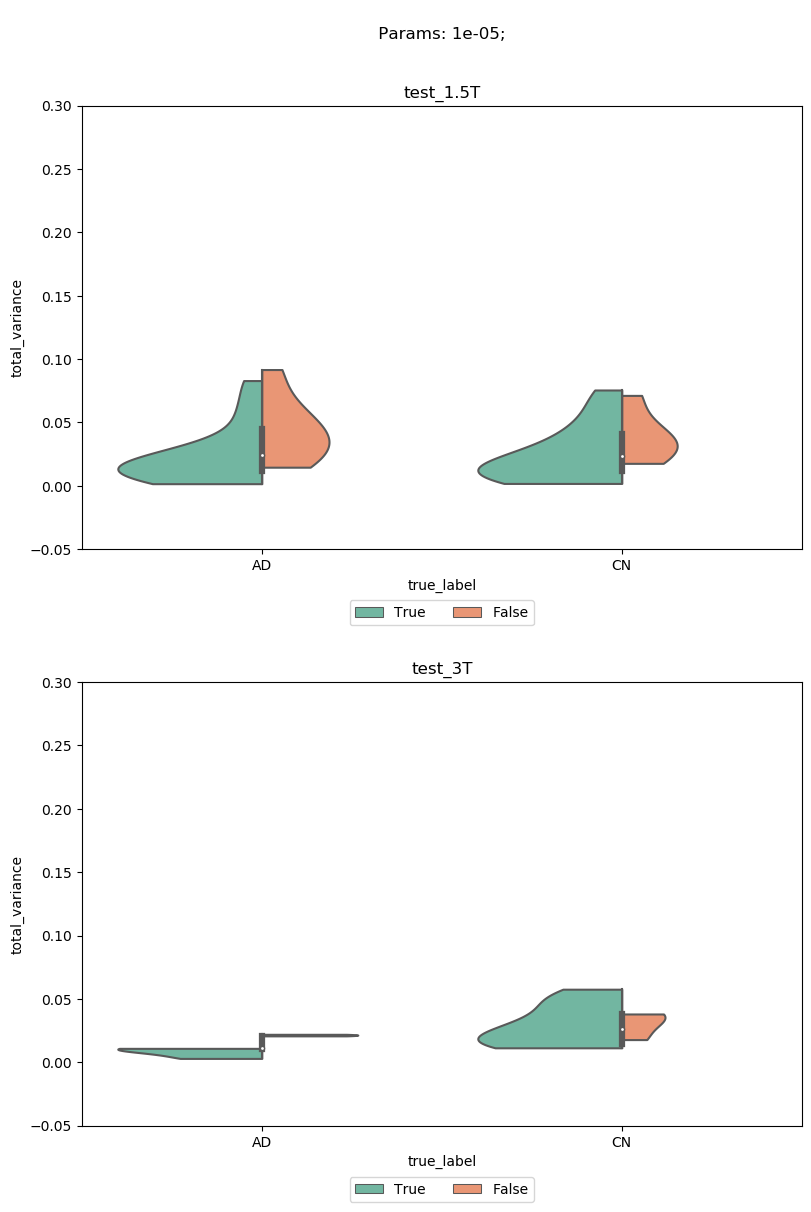 Params: 1e-05;
test_1.5T
0.30
0.25
0.20
0.15
0.10
0.05
0.00
−0.05
total_variance
AD CN
true_label
True False
test_3T
0.30
0.25
0.20
0.15
0.10
0.05
0.00
−0.05
total_variance
AD CN
true_label
True False